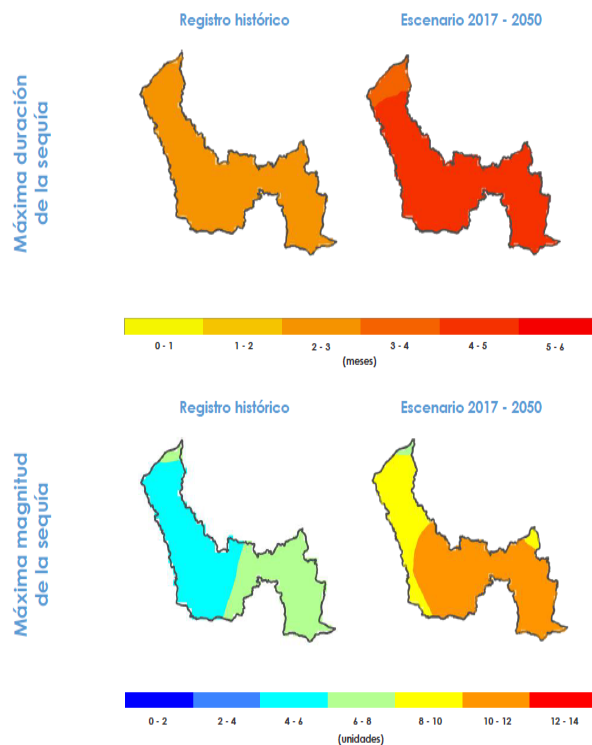 Registro histórico
Escenario 2017 - 2050
Máxima duración
de la sequía
0 - 1
1 - 2
2 - 3
3 - 4
4 - 5
5 - 6
(meses)
Registro histórico
Escenario 2017 - 2050
Máxima magnitud
de la sequía
0 - 2
2 - 4
4 - 6
6 - 8
8 - 10
10 - 12
12 - 14
(unidades)